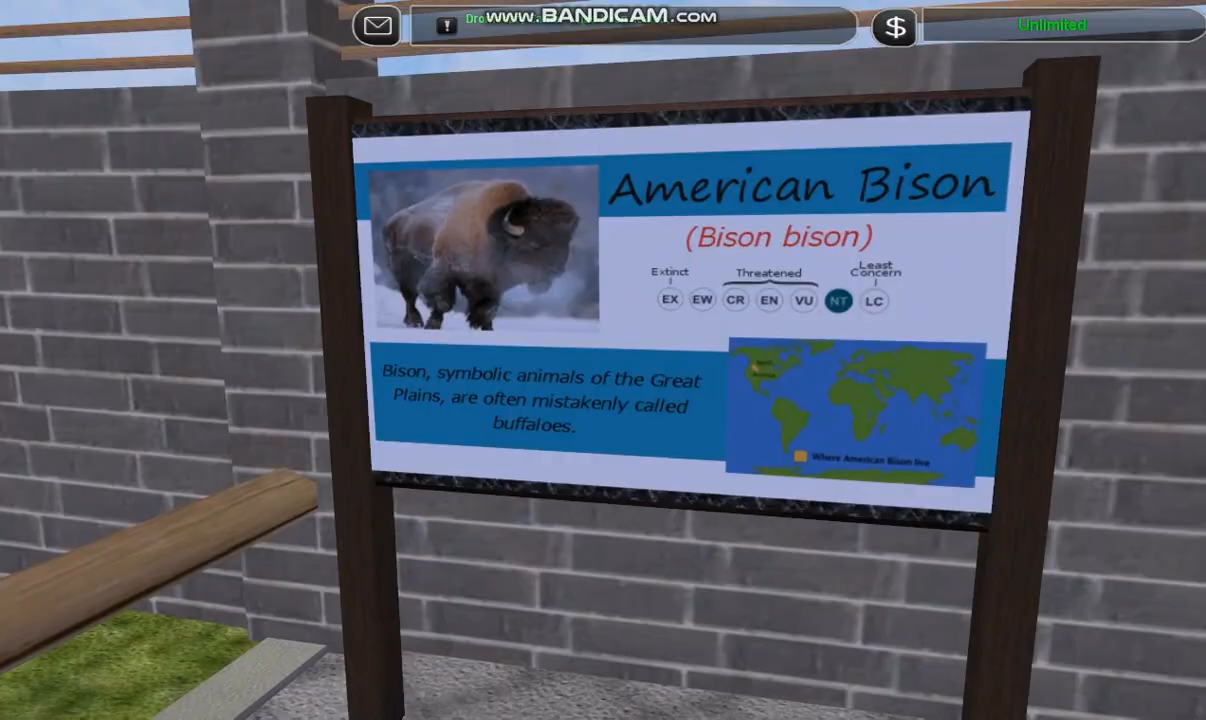 www.BANDICAM.com
Unlimited
American Bison
(Bison bison)
Extinct Threatened Least Concern
EX EW CR EN VU NT LC
Bison, symbolic animals of the Great
Plains, are often mistakenly called
buffaloes.
Where American Bison live